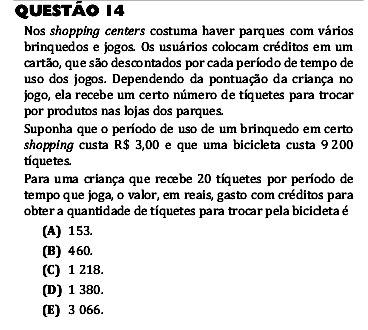 QUESTÃO 14
Nos shopping centers costuma haver parques com vários
brinquedos e jogos. Os usuários colocam créditos em um
cartão, que são descontados por cada período de tempo de
uso dos jogos. Dependendo da pontuação da criança no
jogo, ela recebe um certo número de tíquetes para trocar
por produtos nas lojas dos parques.
Suponha que o período de uso de um brinquedo em certo
shopping custa R$ 3,00 e que uma bicicleta custa 9 200
tíquetes.
Para uma criança que recebe 20 tíquetes por período de
tempo que joga, o valor, em reais, gasto com créditos para
obter a quantidade de tíquetes para trocar pela bicicleta é
(A) 153.
(B) 460.
(C) 1 218.
(D) 1 380.
(E) 3 066.